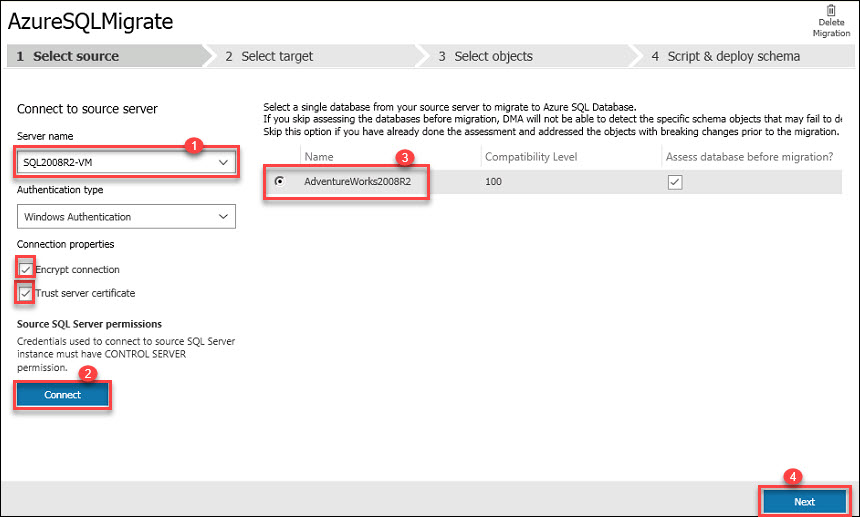 AzureSQLMigrate
Delete
Migration
1 Select source
2 Select target
3 Select objects
4 Script & deploy schema
Connect to source server
Server name
1
SQL2008R2-VM
Authentication type
Windows Authentication
Connection properties
Encrypt connection
Trust server certificate
Source SQL Server permissions
Credentials used to connect to source SQL Server
instance must have CONTROL SERVER
permission.
2
Connect
Select a single database from your source server to migrate to Azure SQL Database.
If you skip assessing the databases before migration, DMA will not be able to detect the specific schema objects that may fail to de
Skip this option if you have already done the assessment and addressed the objects with breaking changes prior to the migration.
Name
3
Compatibility Level
Assess database before migration?
AdventureWorks2008R2
100
4
Next